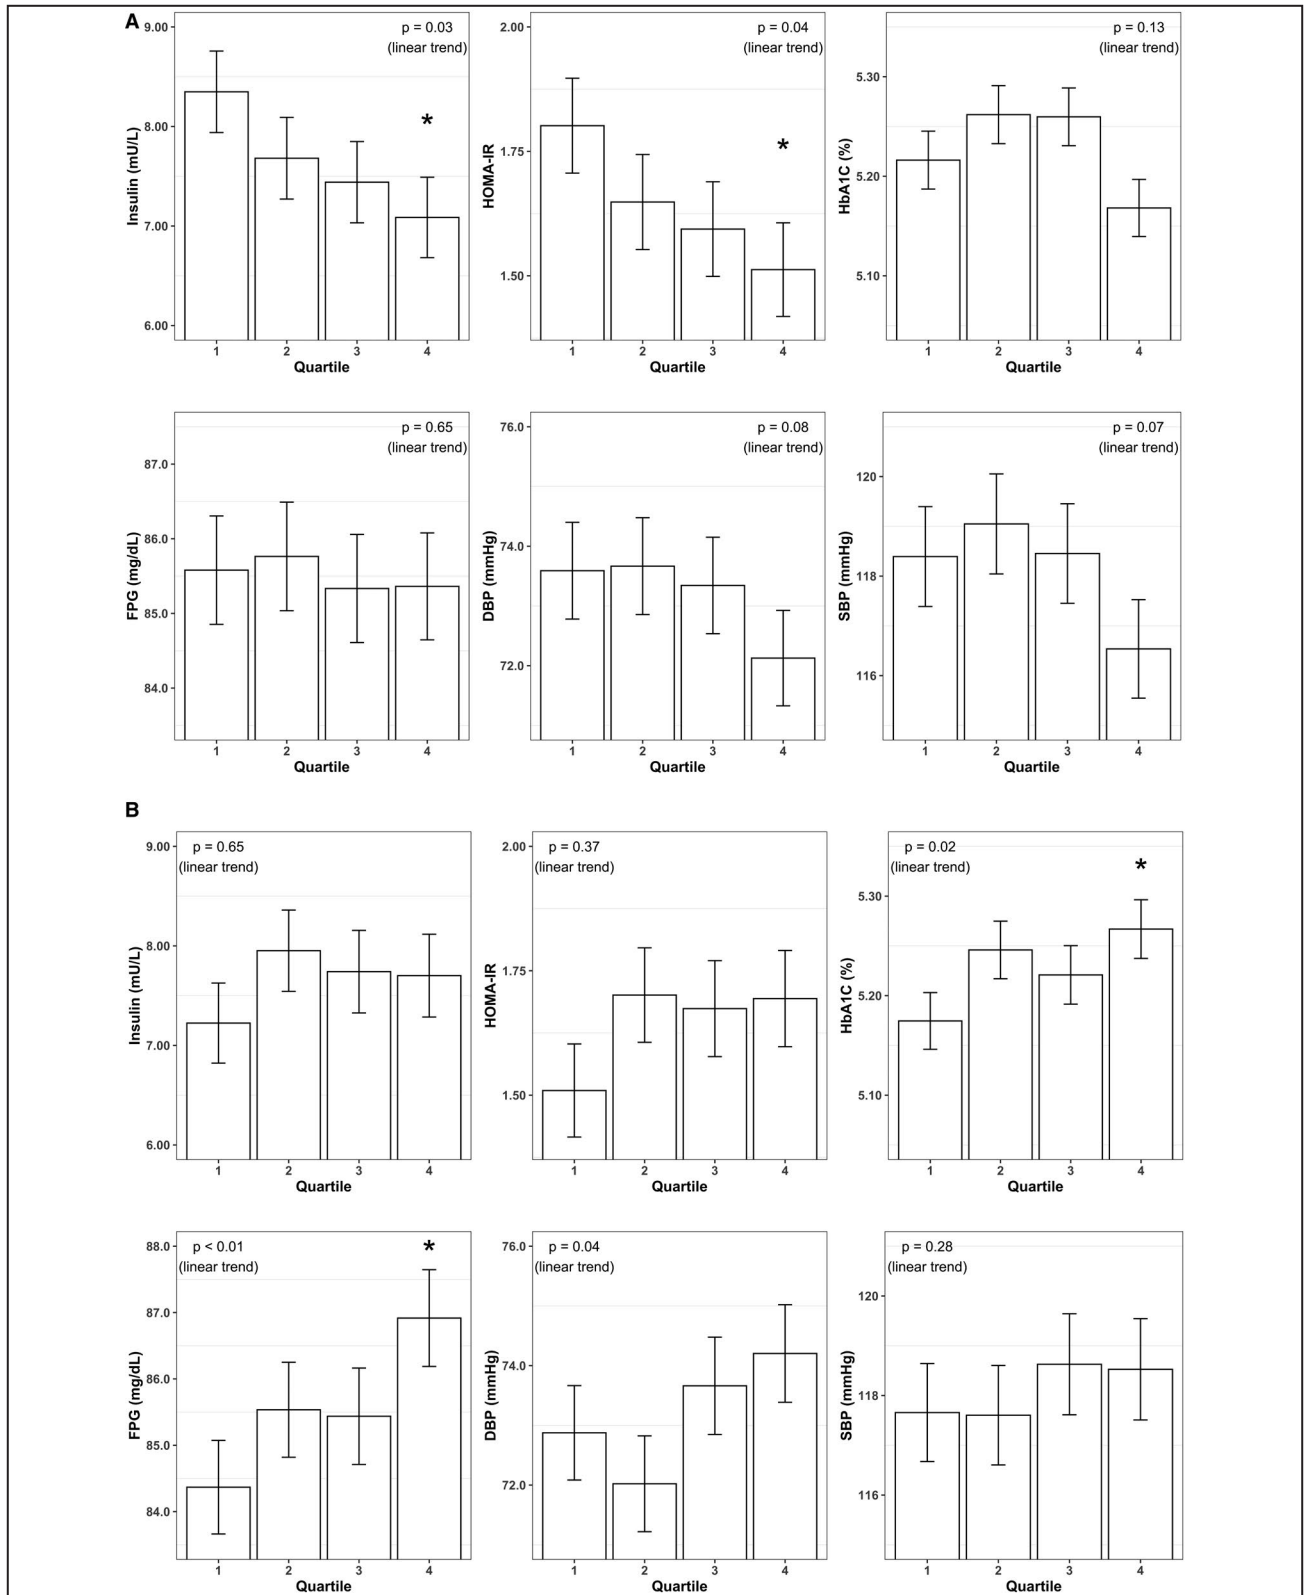 A
p = 0.03
(linear trend)
9.00
8.00
7.00
6.00
Insulin (mU/L)
*
1 2 3 4
Quartile
p = 0.04
(linear trend)
2.00
1.75
1.50
HOMA-IR
*
1 2 3 4
Quartile
p = 0.13
(linear trend)
5.30
5.20
5.10
HbA1C (%)
1 2 3 4
Quartile
p = 0.65
(linear trend)
87.0
86.0
85.0
84.0
FPG (mg/dL)
1 2 3 4
Quartile
p = 0.08
(linear trend)
76.0
74.0
72.0
DBP (mmHg)
1 2 3 4
Quartile
p = 0.07
(linear trend)
120
118
116
SBP (mmHg)
1 2 3 4
Quartile
B
p = 0.65
(linear trend)
9.00
8.00
7.00
6.00
Insulin (mU/L)
1 2 3 4
Quartile
p = 0.37
(linear trend)
2.00
1.75
1.50
HOMA-IR
1 2 3 4
Quartile
p = 0.02
(linear trend)
*
5.30
5.20
5.10
HbA1C (%)
1 2 3 4
Quartile
p < 0.01
(linear trend)
*
88.0
87.0
86.0
85.0
84.0
FPG (mg/dL)
1 2 3 4
Quartile
p = 0.04
(linear trend)
76.0
74.0
72.0
DBP (mmHg)
1 2 3 4
Quartile
p = 0.28
(linear trend)
120
118
116
SBP (mmHg)
1 2 3 4
Quartile